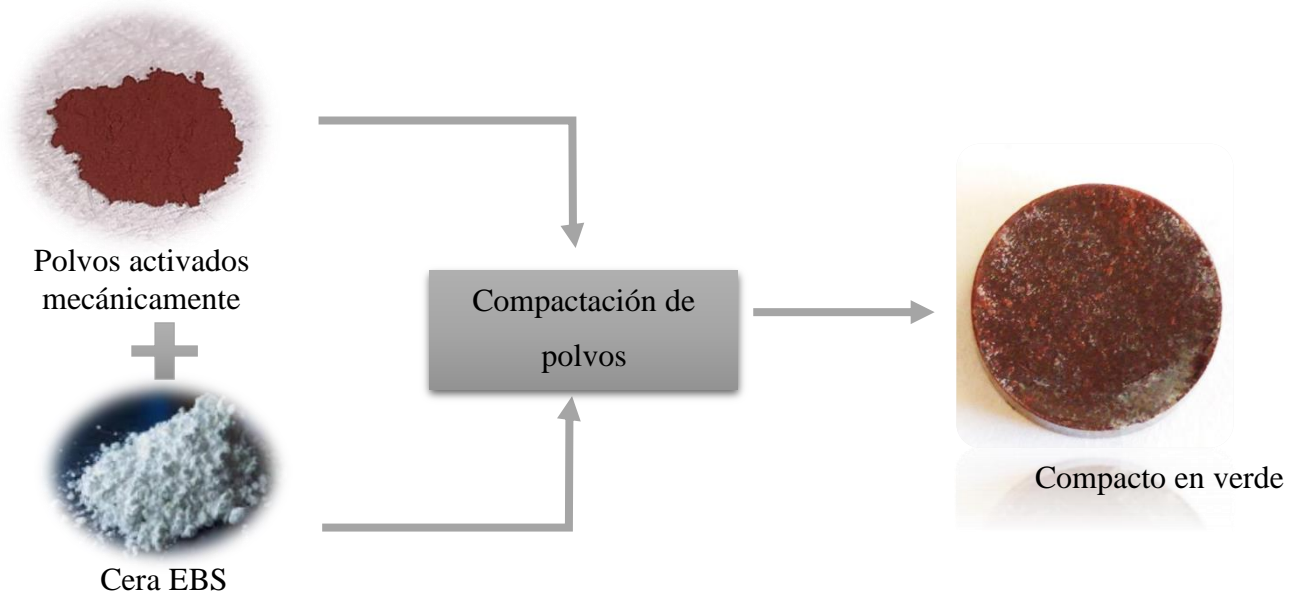 Polvos activados
mecánicamente
Cera EBS
Compactación de
polvos
Compacto en verde